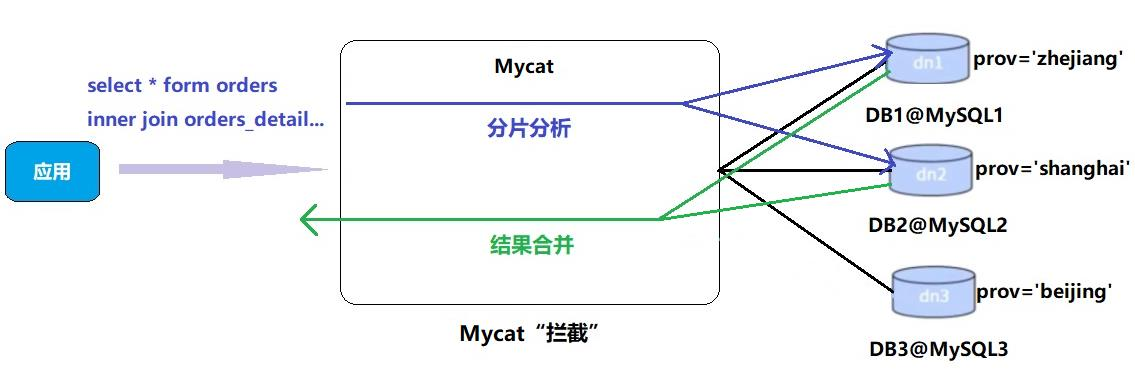 select * form orders
inner join orders_detail...
应用
Mycat
分片分析
结果合并
Mycat“拦截”
dn1
prov='zhejiang'
DB1@MySQL1
dn2
prov='shanghai'
DB2@MySQL2
dn3
prov='beijing'
DB3@MySQL3